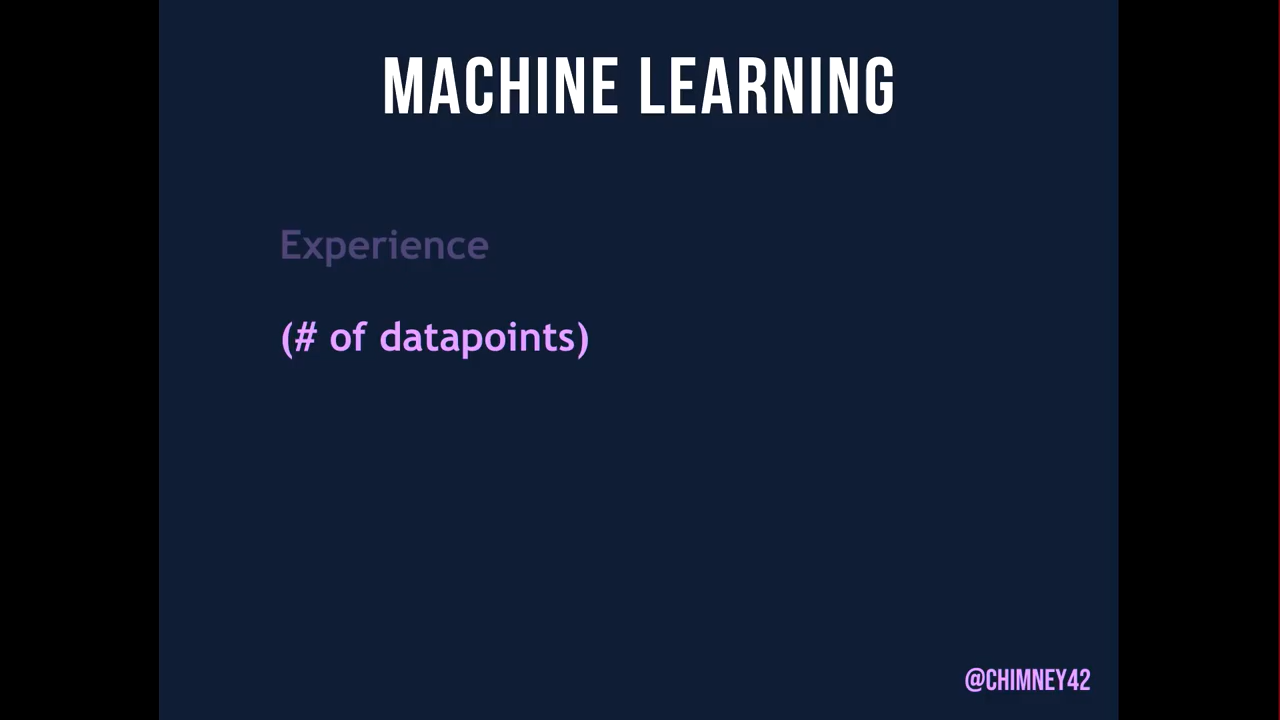 MACHINE LEARNING
Experience
(# of datapoints)
@CHIMNEY42